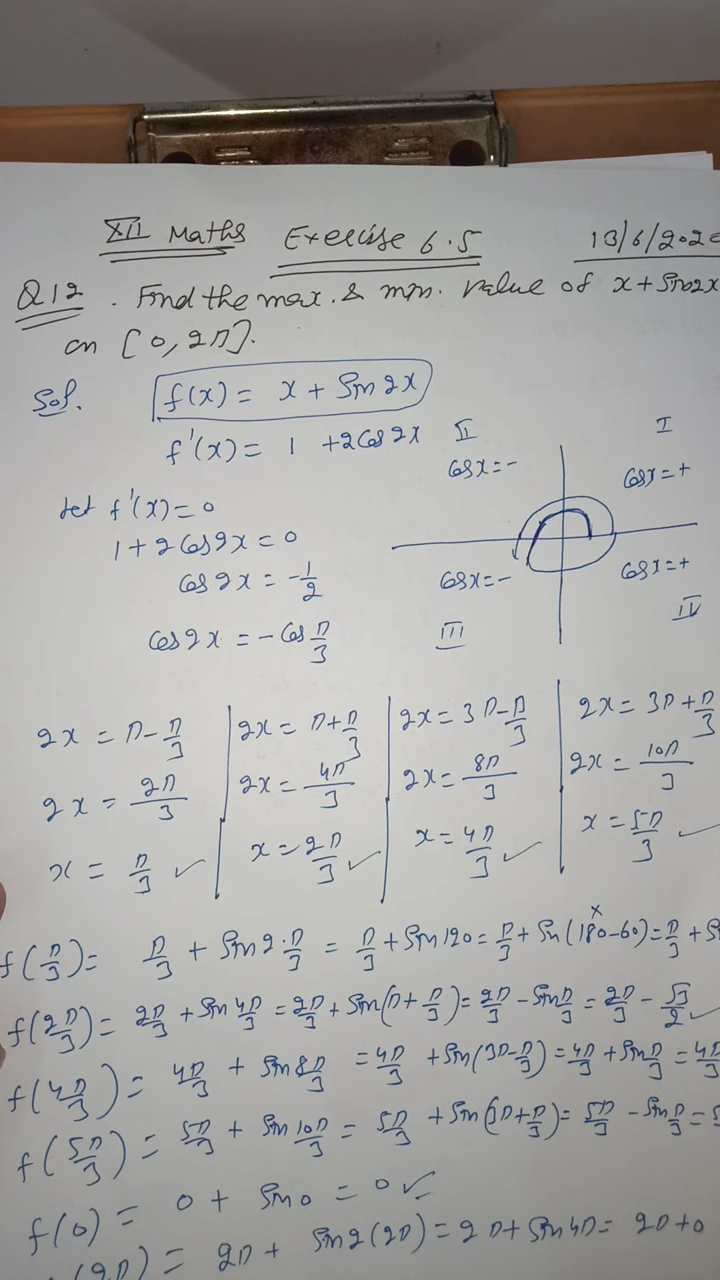 XII Maths Exercise 6.5 13/6/202
Q12. Find the max. & min. value of x + Sin2x
on [0, 2π].
Sol. f(x) = x + Sin 2x
f'(x) = 1 + 2Cos2x
Let f'(x) = 0
1 + 2Cos2x = 0
Cos2x = -1/2
Cos2x = -Cos π/3
II I
Cosx = - Cosx = +
Cosx = - Cosx = +
III IV
2x = π - π/3 | 2x = π + π/3 | 2x = 3π - π/3 | 2x = 3π + π/3
2x = 2π/3 | 2x = 4π/3 | 2x = 8π/3 | 2x = 10π/3
x = π/3 ✓ | x = 2π/3 ✓ | x = 4π/3 ✓ | x = 5π/3 ✓
f(π/3) = π/3 + Sin2·π/3 = π/3 + Sin120 = π/3 + Sin(180-60) = π/3 + S
f(2π/3) = 2π/3 + Sin 4π/3 = 2π/3 + Sin(π + π/3) = 2π/3 - Sin π/3 = 2π/3 - √3/2 ✓
f(4π/3) = 4π/3 + Sin 8π/3 = 4π/3 + Sin(3π - π/3) = 4π/3 + Sin π/3 = 4π/3
f(5π/3) = 5π/3 + Sin 10π/3 = 5π/3 + Sin(3π + π/3) = 5π/3 - Sin π/3 = 5
f(0) = 0 + Sin0 = 0 ✓
(2π) = 2π + Sin2(2π) = 2π + Sin4π = 2π + 0